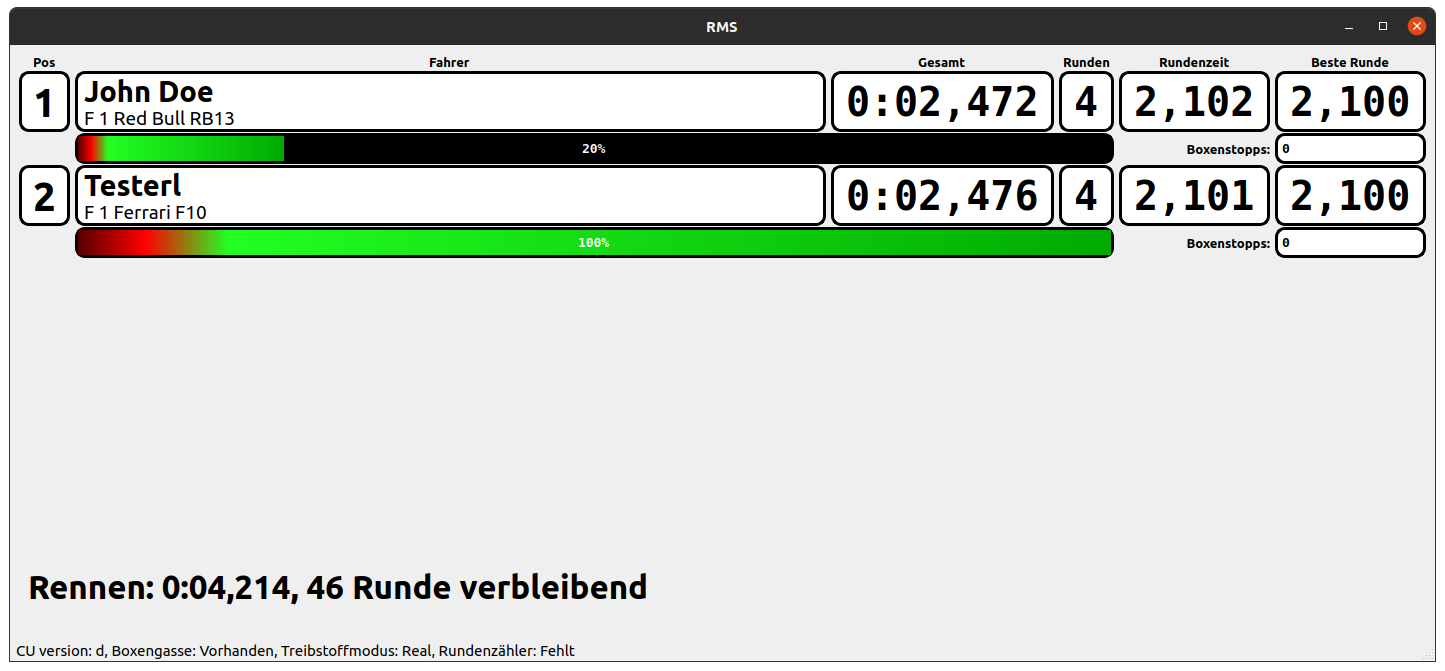 RMS
Pos Fahrer Gesamt Runden Rundenzeit Beste Runde
1 John Doe 0:02,472 4 2,102 2,100
F 1 Red Bull RB13
20% Boxenstopps: 0
2 Testerl 0:02,476 4 2,101 2,100
F 1 Ferrari F10
100% Boxenstopps: 0
Rennen: 0:04,214, 46 Runde verbleibend
CU version: d, Boxengasse: Vorhanden, Treibstoffmodus: Real, Rundenzähler: Fehlt